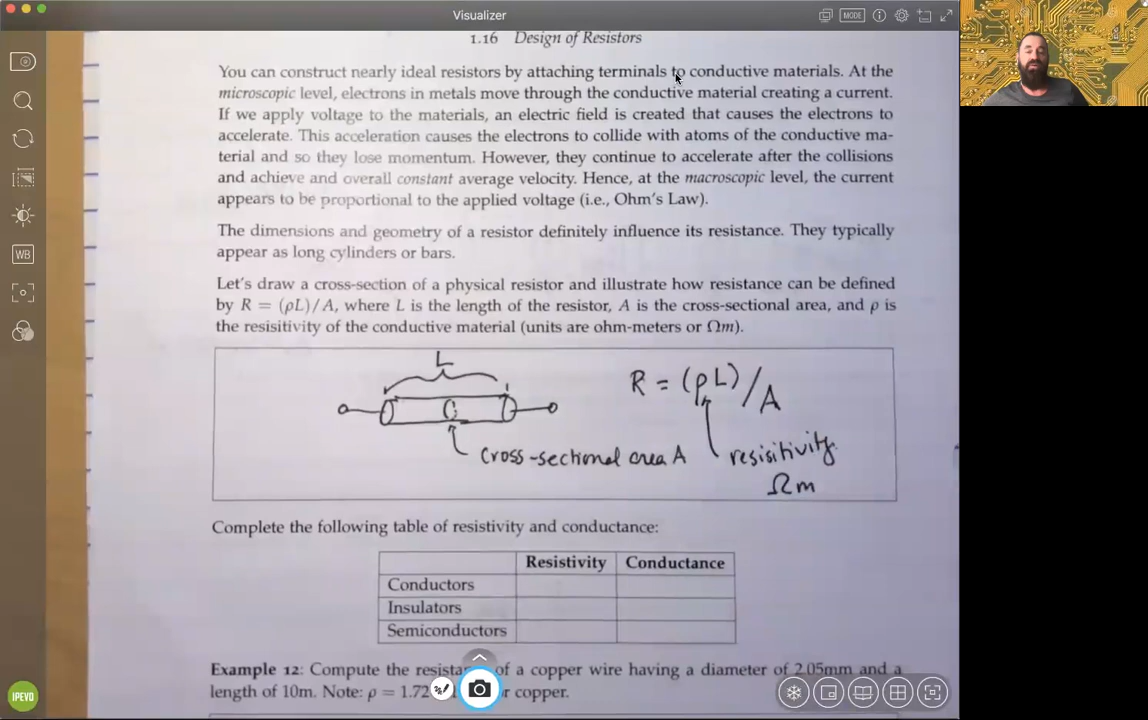 Visualizer
MODE
1.16 Design of Resistors
You can construct nearly ideal resistors by attaching terminals to conductive materials. At the
microscopic level, electrons in metals move through the conductive material creating a current.
If we apply voltage to the materials, an electric field is created that causes the electrons to
accelerate. This acceleration causes the electrons to collide with atoms of the conductive ma-
terial and so they lose momentum. However, they continue to accelerate after the collisions
and achieve and overall constant average velocity. Hence, at the macroscopic level, the current
appears to be proportional to the applied voltage (i.e., Ohm's Law).
The dimensions and geometry of a resistor definitely influence its resistance. They typically
appear as long cylinders or bars.
Let's draw a cross-section of a physical resistor and illustrate how resistance can be defined
by R = (ρL)/A, where L is the length of the resistor, A is the cross-sectional area, and ρ is
the resisitivity of the conductive material (units are ohm-meters or Ωm).
L
R = (ρL)/A
cross-sectional area A
resisitivity
Ωm
Complete the following table of resistivity and conductance:
Resistivity Conductance
Conductors
Insulators
Semiconductors
Example 12: Compute the of a copper wire having a diameter of 2.05mm and a
length of 10m. Note: ρ = 1.72 copper.
WB
IPEVO